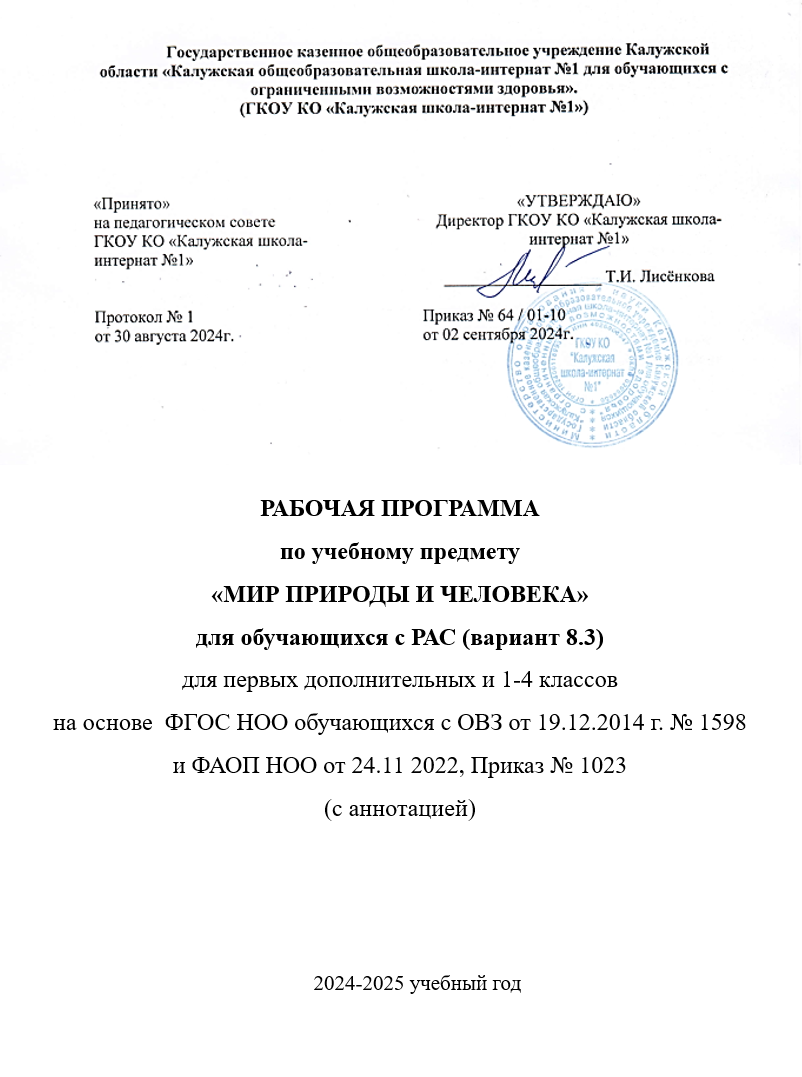 Государственное казенное общеобразовательное учреждение Калужской
области «Калужская общеобразовательная школа-интернат №1 для обучающихся с
ограниченными возможностями здоровья».
(ГКОУ КО «Калужская школа-интернат №1»)
«Принято»
на педагогическом совете
ГКОУ КО «Калужская школа-
интернат №1»
Протокол № 1
от 30 августа 2024г.
«УТВЕРЖДАЮ»
Директор ГКОУ КО «Калужская школа-
интернат №1»
Т.И. Лисёнкова
Приказ № 64 / 01-10
от 02 сентября 2024г.
ГКОУ КО
"Калужская
школа-интернат
№1"
РАБОЧАЯ ПРОГРАММА
по учебному предмету
«МИР ПРИРОДЫ И ЧЕЛОВЕКА»
для обучающихся с РАС (вариант 8.3)
для первых дополнительных и 1-4 классов
на основе  ФГОС НОО обучающихся с ОВЗ от 19.12.2014 г. № 1598
и ФАОП НОО от 24.11 2022, Приказ № 1023
(с аннотацией)
2024-2025 учебный год